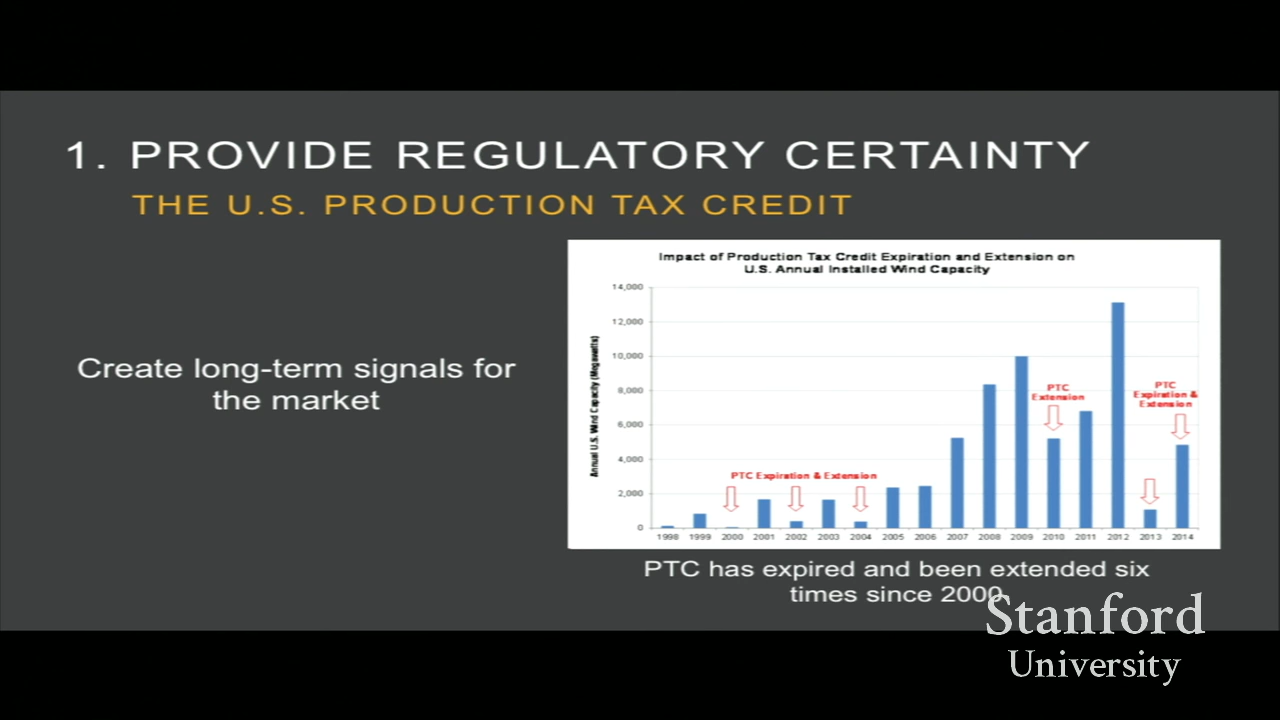 1. PROVIDE REGULATORY CERTAINTY
THE U.S. PRODUCTION TAX CREDIT
Create long-term signals for
the market
Impact of Production Tax Credit Expiration and Extension on
U.S. Annual Installed Wind Capacity
Annual U.S. Wind Capacity (Megawatts)
14,000
12,000
10,000
8,000
6,000
4,000
2,000
0
PTC Expiration & Extension
PTC
Extension
PTC
Expiration &
Extension
1998 1999 2000 2001 2002 2003 2004 2005 2006 2007 2008 2009 2010 2011 2012 2013 2014
PTC has expired and been extended six
times since 2000
Stanford
University